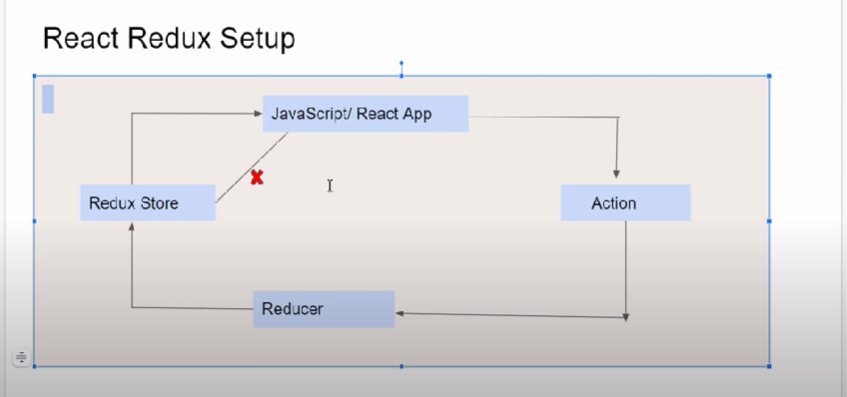 React Redux Setup
JavaScript/ React App
Redux Store
Action
Reducer